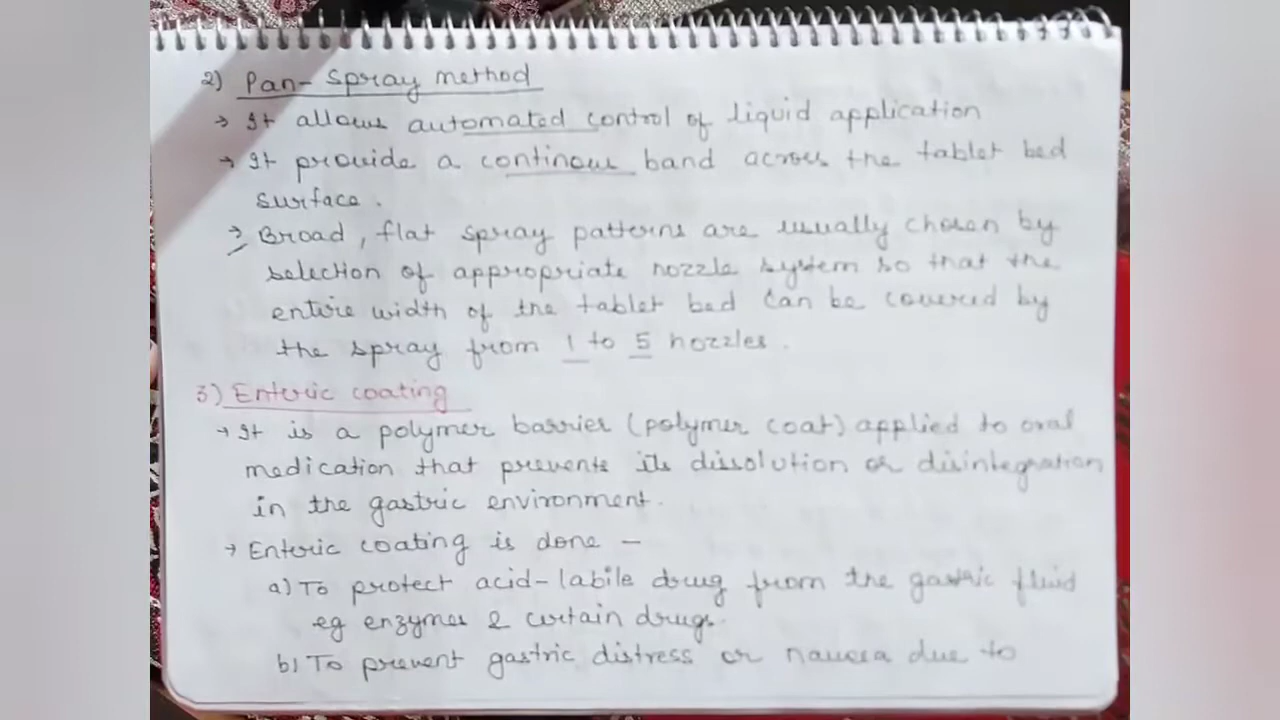 2) Pan- Spray method
→ It allows automated control of liquid application
→ It provide a continous band across the tablet bed
surface.
→ Broad, flat spray patterns are usually chosen by
selection of appropriate nozzle system so that the
entire width of the tablet bed can be covered by
the spray from 1 to 5 nozzles.
3) Enteric coating
→ It is a polymer barrier (polymer coat) applied to oral
medication that prevents its dissolution or disintegration
in the gastric environment.
→ Enteric coating is done -
a) To protect acid-labile drug from the gastric fluid
eg enzymes & certain drugs.
b) To prevent gastric distress or nausea due to